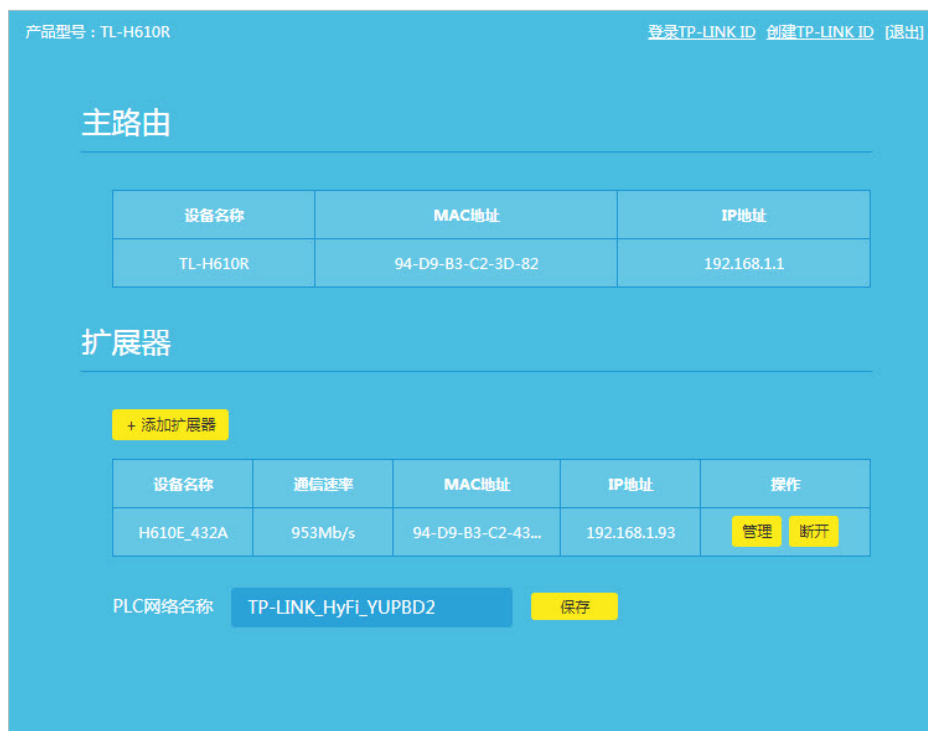 产品型号：TL-H610R 登录TP-LINK ID 创建TP-LINK ID [退出]
主路由
设备名称 MAC地址 IP地址
TL-H610R 94-D9-B3-C2-3D-82 192.168.1.1
扩展器
+ 添加扩展器
设备名称 通信速率 MAC地址 IP地址 操作
H610E_432A 953Mb/s 94-D9-B3-C2-43... 192.168.1.93 管理 断开
PLC网络名称 TP-LINK_HyFi_YUPBD2 保存